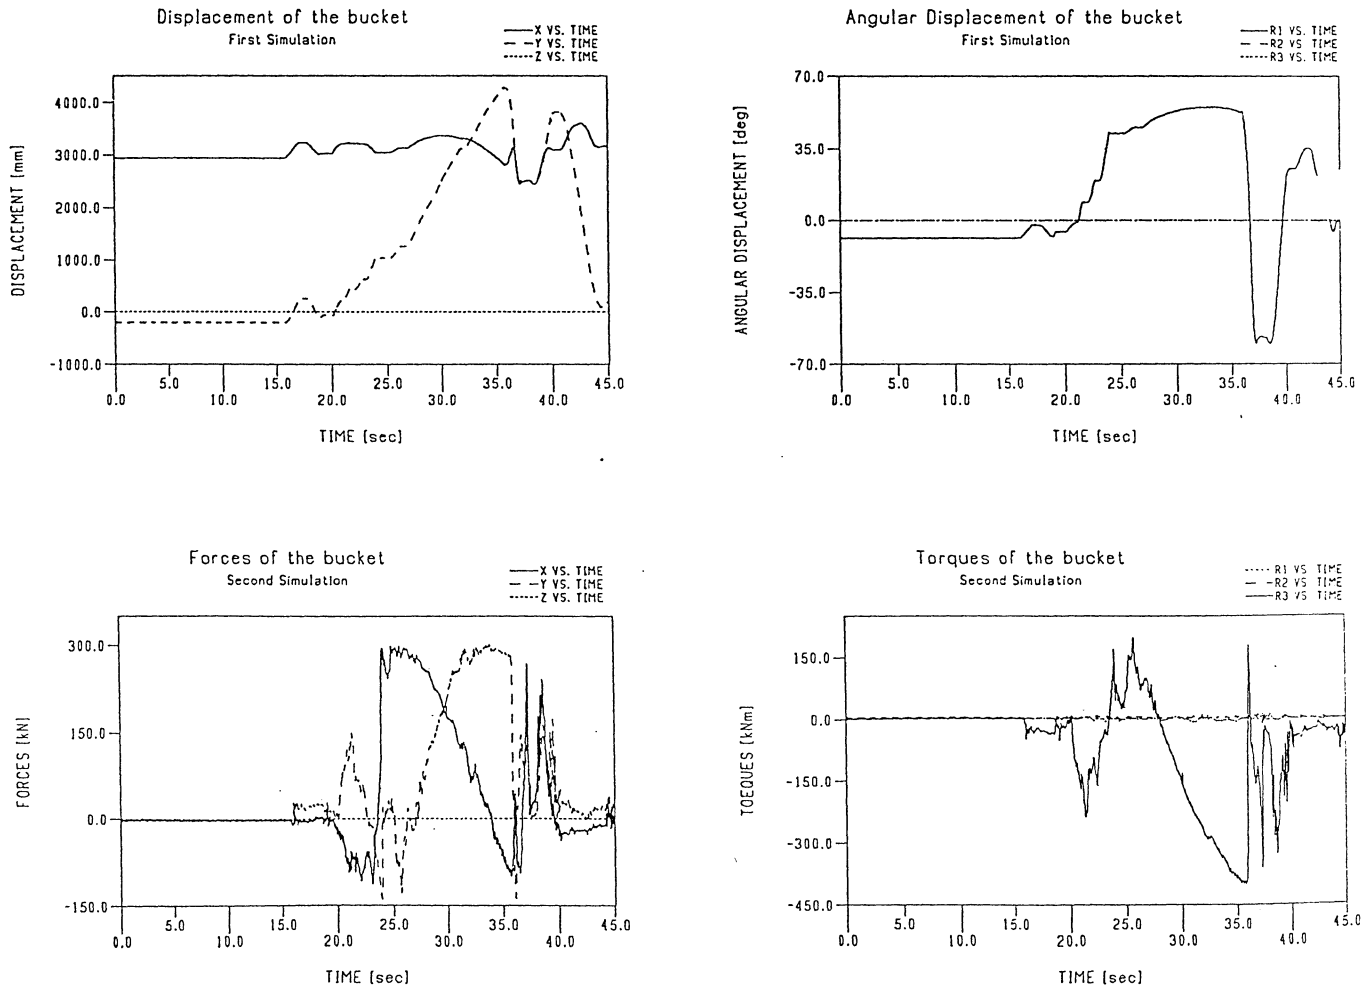 Displacement of the bucket
First Simulation
X VS. TIME
Y VS. TIME
Z VS. TIME
DISPLACEMENT [mm]
4000.0
3000.0
2000.0
1000.0
0.0
-1000.0
5.0 15.0 25.0 35.0 45.0
0.0 10.0 20.0 30.0 40.0
TIME [sec]
Angular Displacement of the bucket
First Simulation
R1 VS. TIME
R2 VS. TIME
R3 VS. TIME
ANGULAR DISPLACEMENT [deg]
70.0
35.0
0.0
-35.0
-70.0
5.0 15.0 25.0 35.0 45.0
0.0 10.0 20.0 30.0 40.0
TIME [sec]
Forces of the bucket
Second Simulation
X VS. TIME
Y VS. TIME
Z VS. TIME
FORCES [kN]
300.0
150.0
0.0
-150.0
5.0 15.0 25.0 35.0 45.0
0.0 10.0 20.0 30.0 40.0
TIME [sec]
Torques of the bucket
Second Simulation
R1 VS TIME
R2 VS TIME
R3 VS TIME
TOEQUES [kNm]
150.0
0.0
-150.0
-300.0
-450.0
5.0 15.0 25.0 35.0 45.0
0.0 10.0 20.0 30.0 40.0
TIME [sec]